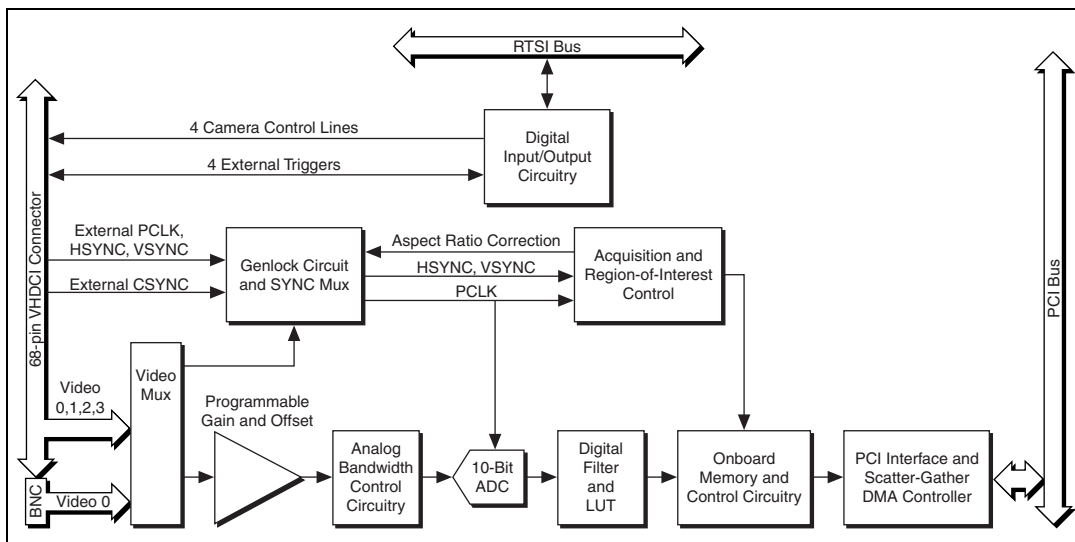 RTSI Bus
4 Camera Control Lines
4 External Triggers
Digital
Input/Output
Circuitry
68-pin VHDCI Connector
External PCLK,
HSYNC, VSYNC
External CSYNC
Genlock Circuit
and SYNC Mux
Aspect Ratio Correction
HSYNC, VSYNC
PCLK
Acquisition and
Region-of-Interest
Control
PCI Bus
Video
0,1,2,3
Video
Mux
Programmable
Gain and Offset
Analog
Bandwidth
Control
Circuitry
10-Bit
ADC
Digital
Filter
and
LUT
Onboard
Memory and
Control Circuitry
PCI Interface and
Scatter-Gather
DMA Controller
BNC
Video 0